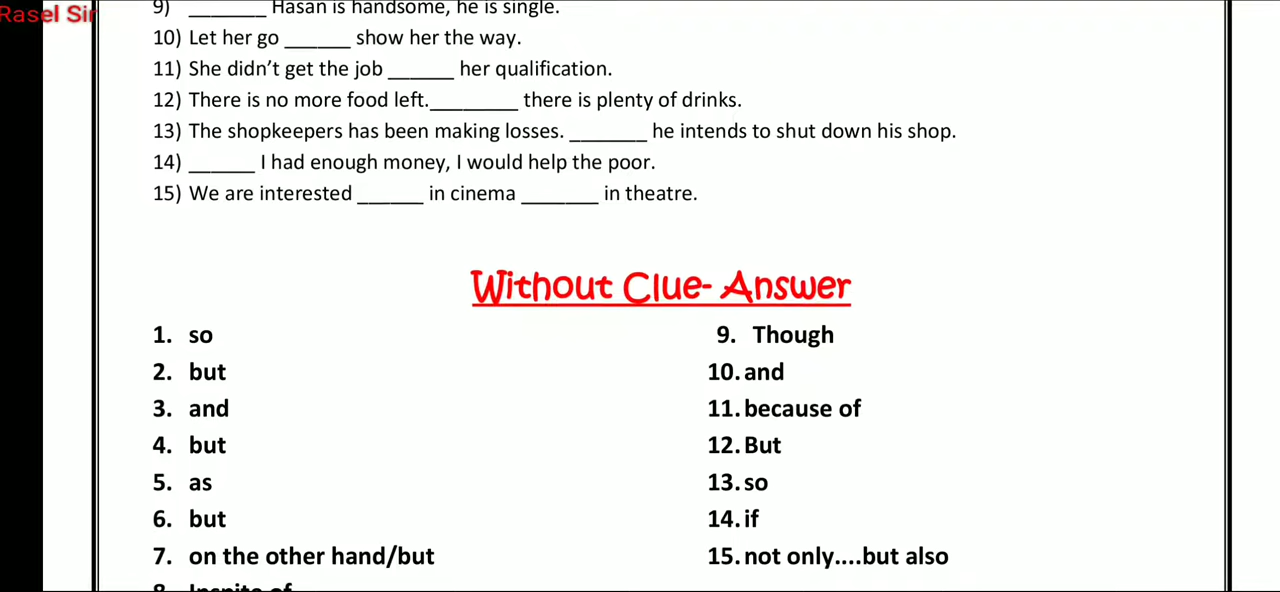 Rasel Sir
9) _______ Hasan is handsome, he is single.
10) Let her go ______ show her the way.
11) She didn’t get the job ______ her qualification.
12) There is no more food left.________ there is plenty of drinks.
13) The shopkeepers has been making losses. _______ he intends to shut down his shop.
14) ______ I had enough money, I would help the poor.
15) We are interested ______ in cinema _______ in theatre.
Without Clue- Answer
1. so
2. but
3. and
4. but
5. as
6. but
7. on the other hand/but
8. Inspite of
9. Though
10. and
11. because of
12. But
13. so
14. if
15. not only....but also